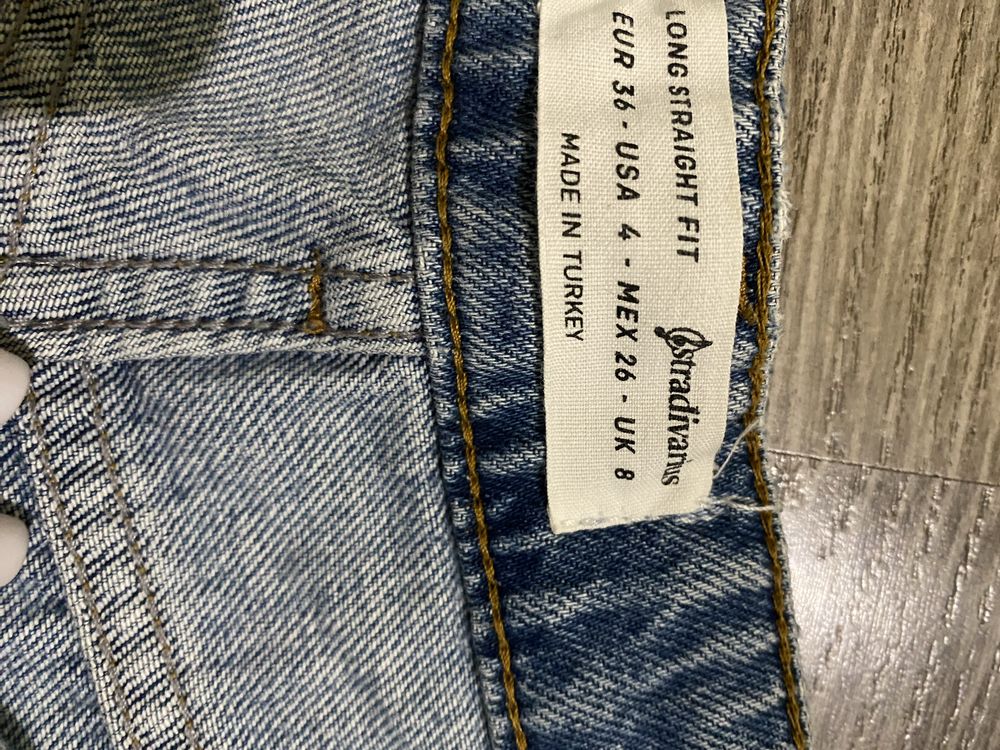 LONG STRAIGHT FIT stradivarius
EUR 36 - USA 4 - MEX 26 - UK 8
MADE IN TURKEY